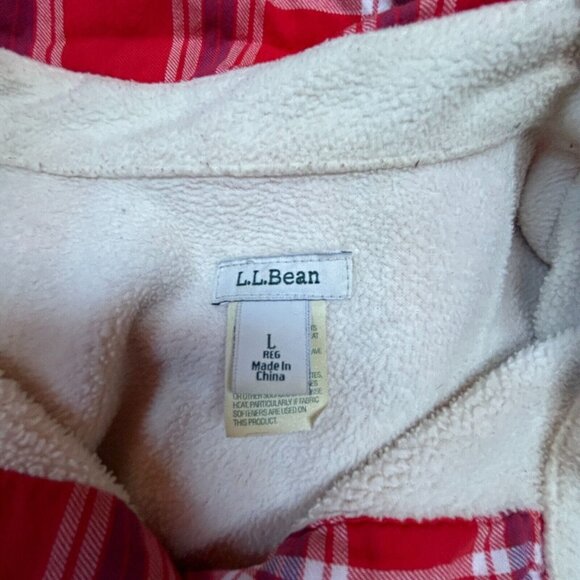 L.L.Bean
L
REG
Made in
China
HEAT, PARTICULARLY IF FABRIC
SOFTENERS ARE USED ON
THIS PRODUCT.